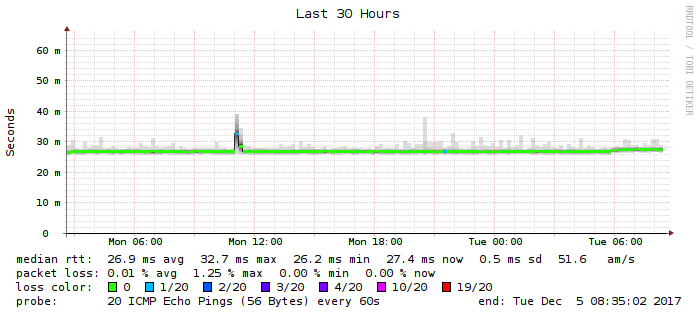 Last 30 Hours
RRDTOOL / TOBI OETIKER
Seconds
60 m
50 m
40 m
30 m
20 m
10 m
0
Mon 06:00 Mon 12:00 Mon 18:00 Tue 00:00 Tue 06:00
median rtt: 26.9 ms avg 32.7 ms max 26.2 ms min 27.4 ms now 0.5 ms sd 51.6 am/s
packet loss: 0.01 % avg 1.25 % max 0.00 % min 0.00 % now
loss color: 0 1/20 2/20 3/20 4/20 10/20 19/20
probe: 20 ICMP Echo Pings (56 Bytes) every 60s end: Tue Dec 5 08:35:02 2017